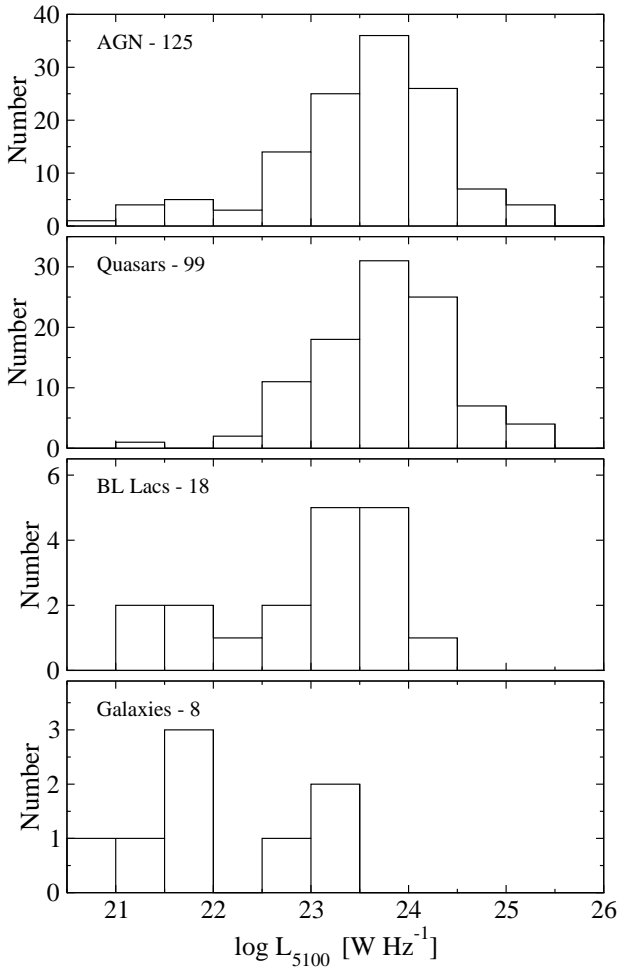 AGN - 125
Number
0
10
20
30
40
Quasars - 99
Number
0
10
20
30
BL Lacs - 18
Number
0
2
4
6
Galaxies - 8
Number
0
1
2
3
21 22 23 24 25 26
log L5100 [W Hz-1]